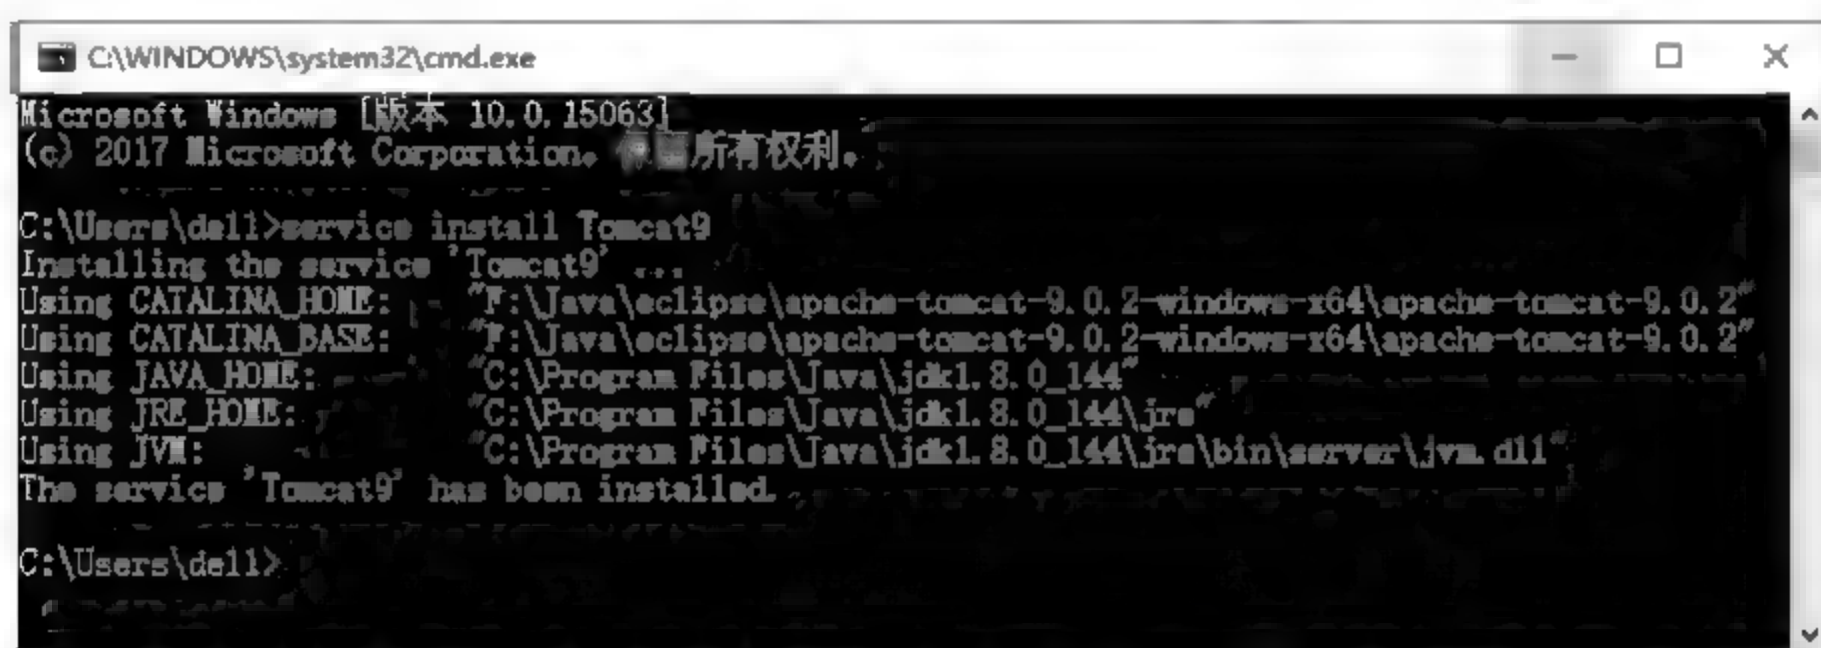 C:\WINDOWS\system32\cmd.exe
Microsoft Windows [版本 10.0.15063]
(c) 2017 Microsoft Corporation。 所有权利。
C:\Users\dell>service install Tomcat9
Installing the service 'Tomcat9' ...
Using CATALINA_HOME: "F:\Java\eclipse\apache-tomcat-9.0.2-windows-x64\apache-tomcat-9.0.2"
Using CATALINA_BASE: "F:\Java\eclipse\apache-tomcat-9.0.2-windows-x64\apache-tomcat-9.0.2"
Using JAVA_HOME: "C:\Program Files\Java\jdk1.8.0_144"
Using JRE_HOME: "C:\Program Files\Java\jdk1.8.0_144\jre"
Using JVM: "C:\Program Files\Java\jdk1.8.0_144\jre\bin\server\jvm.dll"
The service 'Tomcat9' has been installed.
C:\Users\dell>